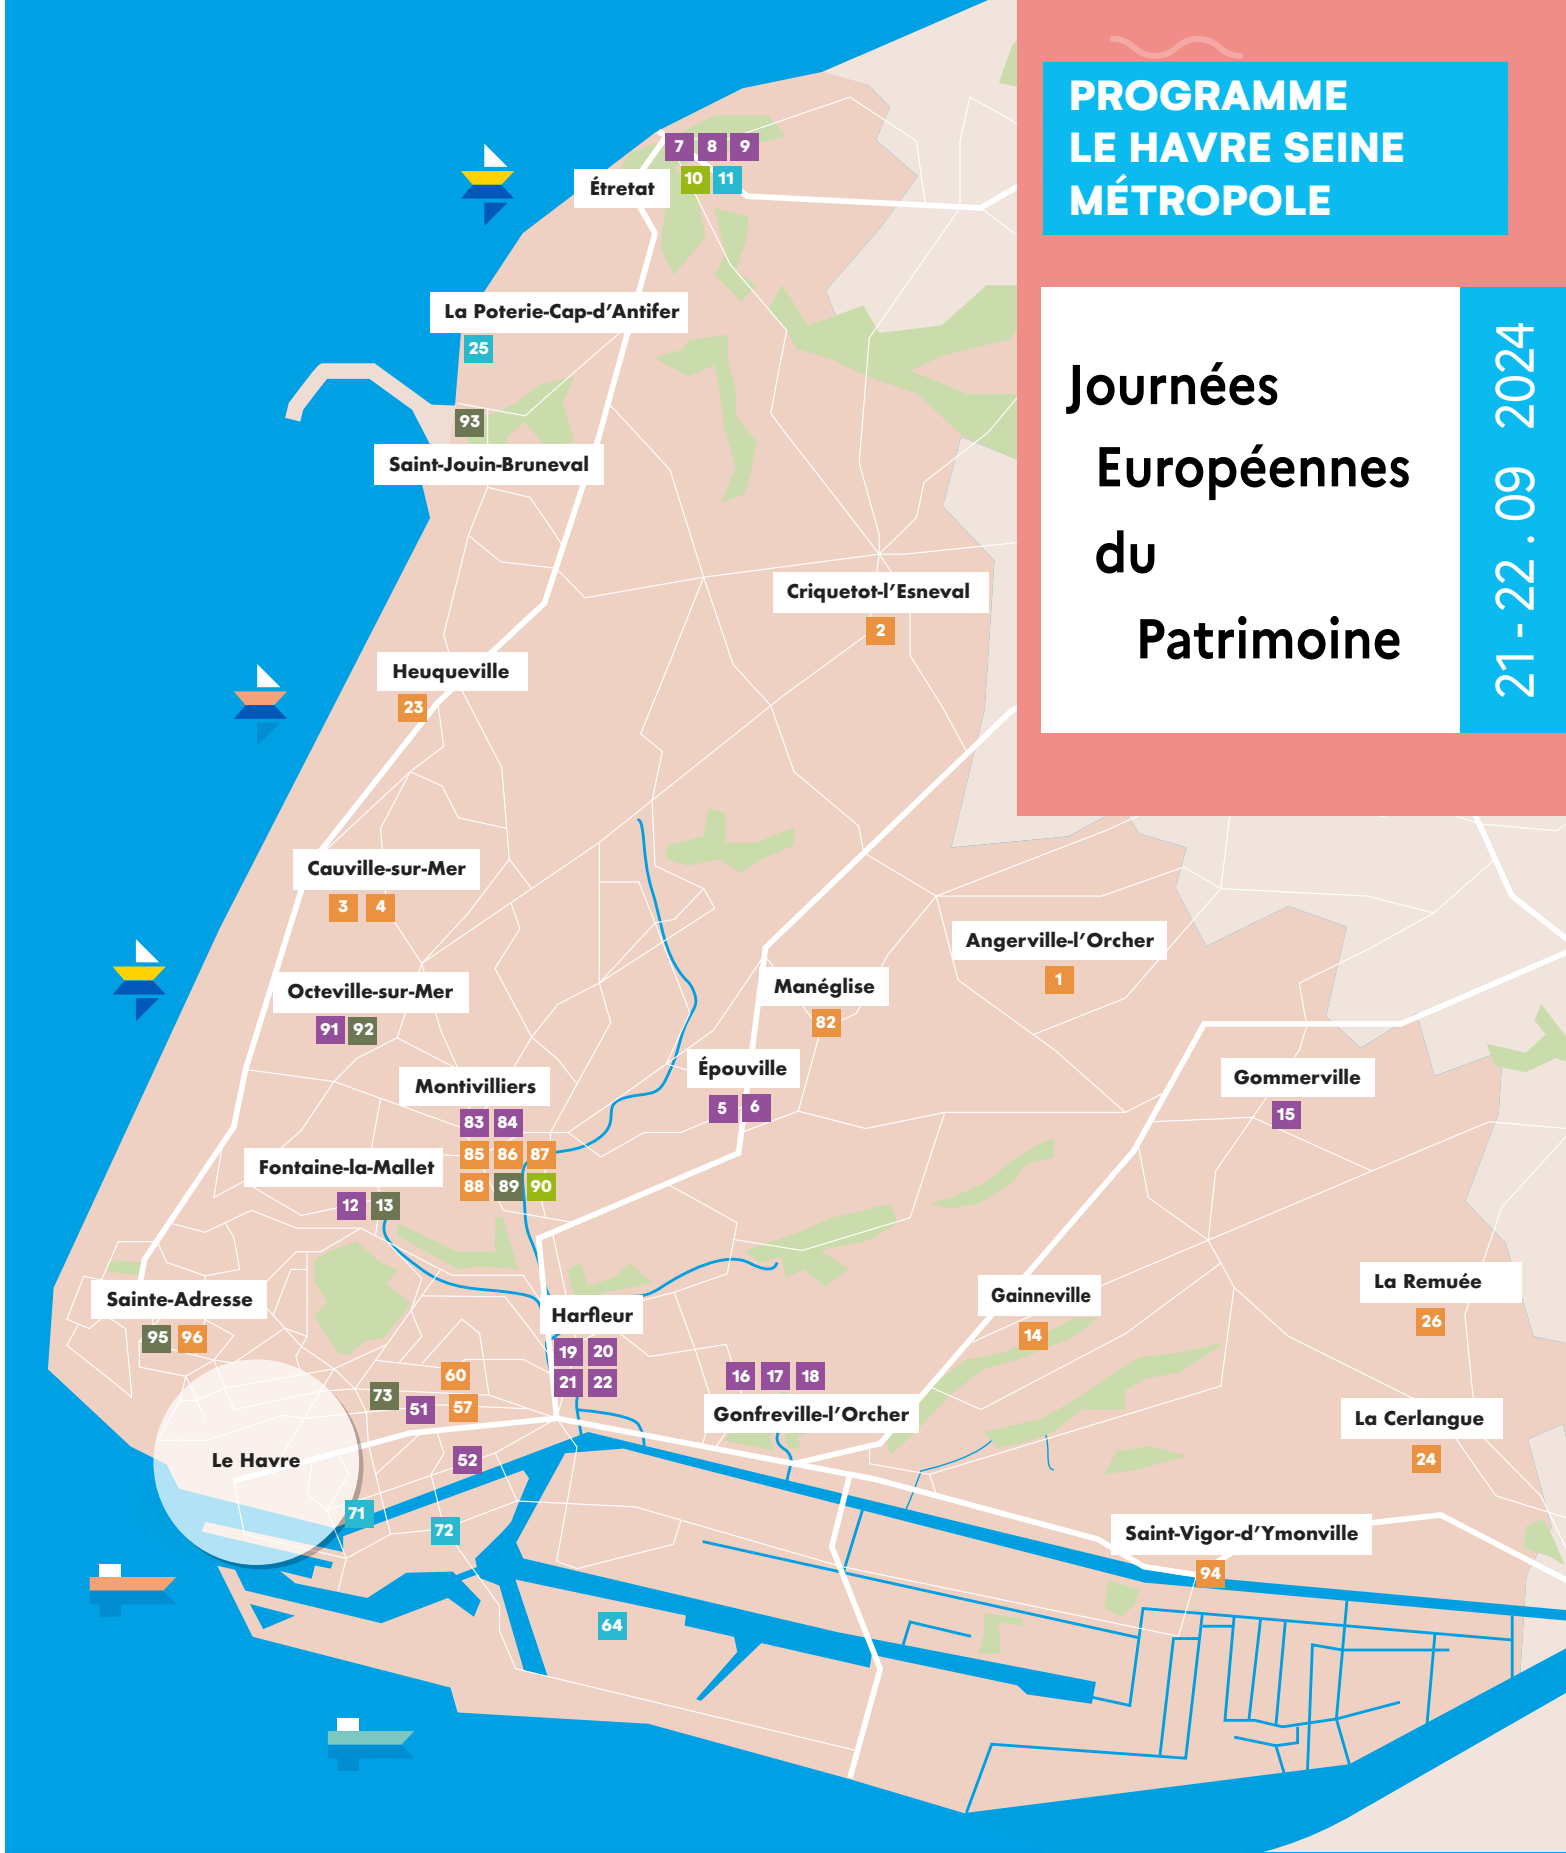 PROGRAMME
LE HAVRE SEINE
MÉTROPOLE
Journées
Européennes
du
Patrimoine
21 - 22 . 09 2024
7 8 9
10 11
Étretat
La Poterie-Cap-d’Antifer
25
93
Saint-Jouin-Bruneval
Criquetot-l’Esneval
2
Heuqueville
23
Cauville-sur-Mer
3 4
Angerville-l’Orcher
1
Octeville-sur-Mer
91 92
Manéglise
82
Épouville
5 6
Gommerville
15
Montivilliers
83 84
85 86 87
88 89 90
Fontaine-la-Mallet
12 13
Sainte-Adresse
95 96
Harfleur
19 20
21 22
Gainneville
14
La Remuée
26
16 17 18
Gonfreville-l’Orcher
60
73
51
57
La Cerlangue
24
Le Havre
52
71
72
Saint-Vigor-d’Ymonville
94
64